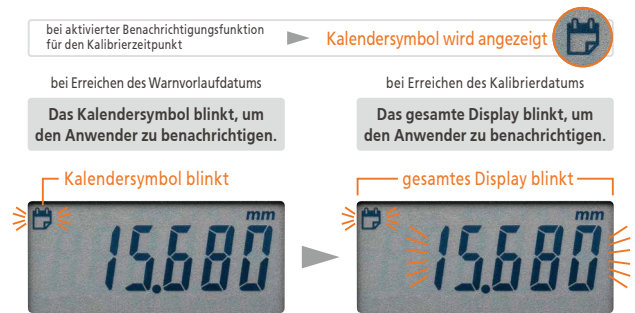 bei aktivierter Benachrichtigungsfunktion
für den Kalibrierzeitpunkt
Kalendersymbol wird angezeigt
bei Erreichen des Warnvorlaufdatums
Das Kalendersymbol blinkt, um
den Anwender zu benachrichtigen.
Kalendersymbol blinkt
mm
15.680
bei Erreichen des Kalibrierdatums
Das gesamte Display blinkt, um
den Anwender zu benachrichtigen.
gesamtes Display blinkt
mm
15.680